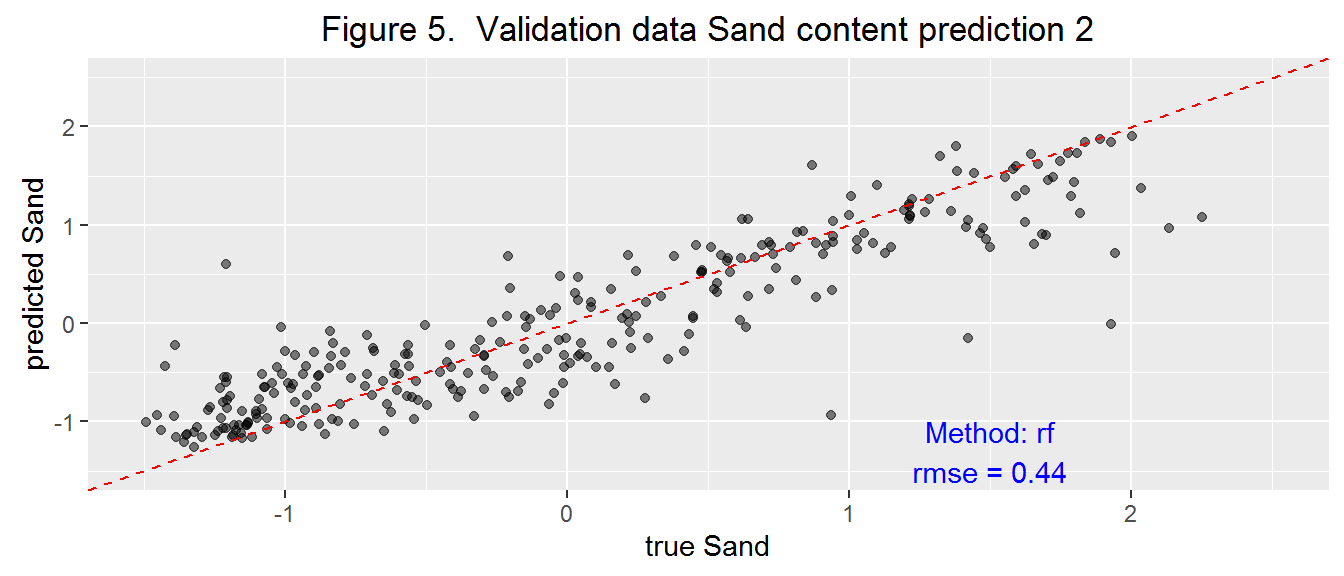 Figure 5.  Validation data Sand content prediction 2
predicted Sand
2
1
0
-1
Method: rf
rmse = 0.44
-1 0 1 2
true Sand